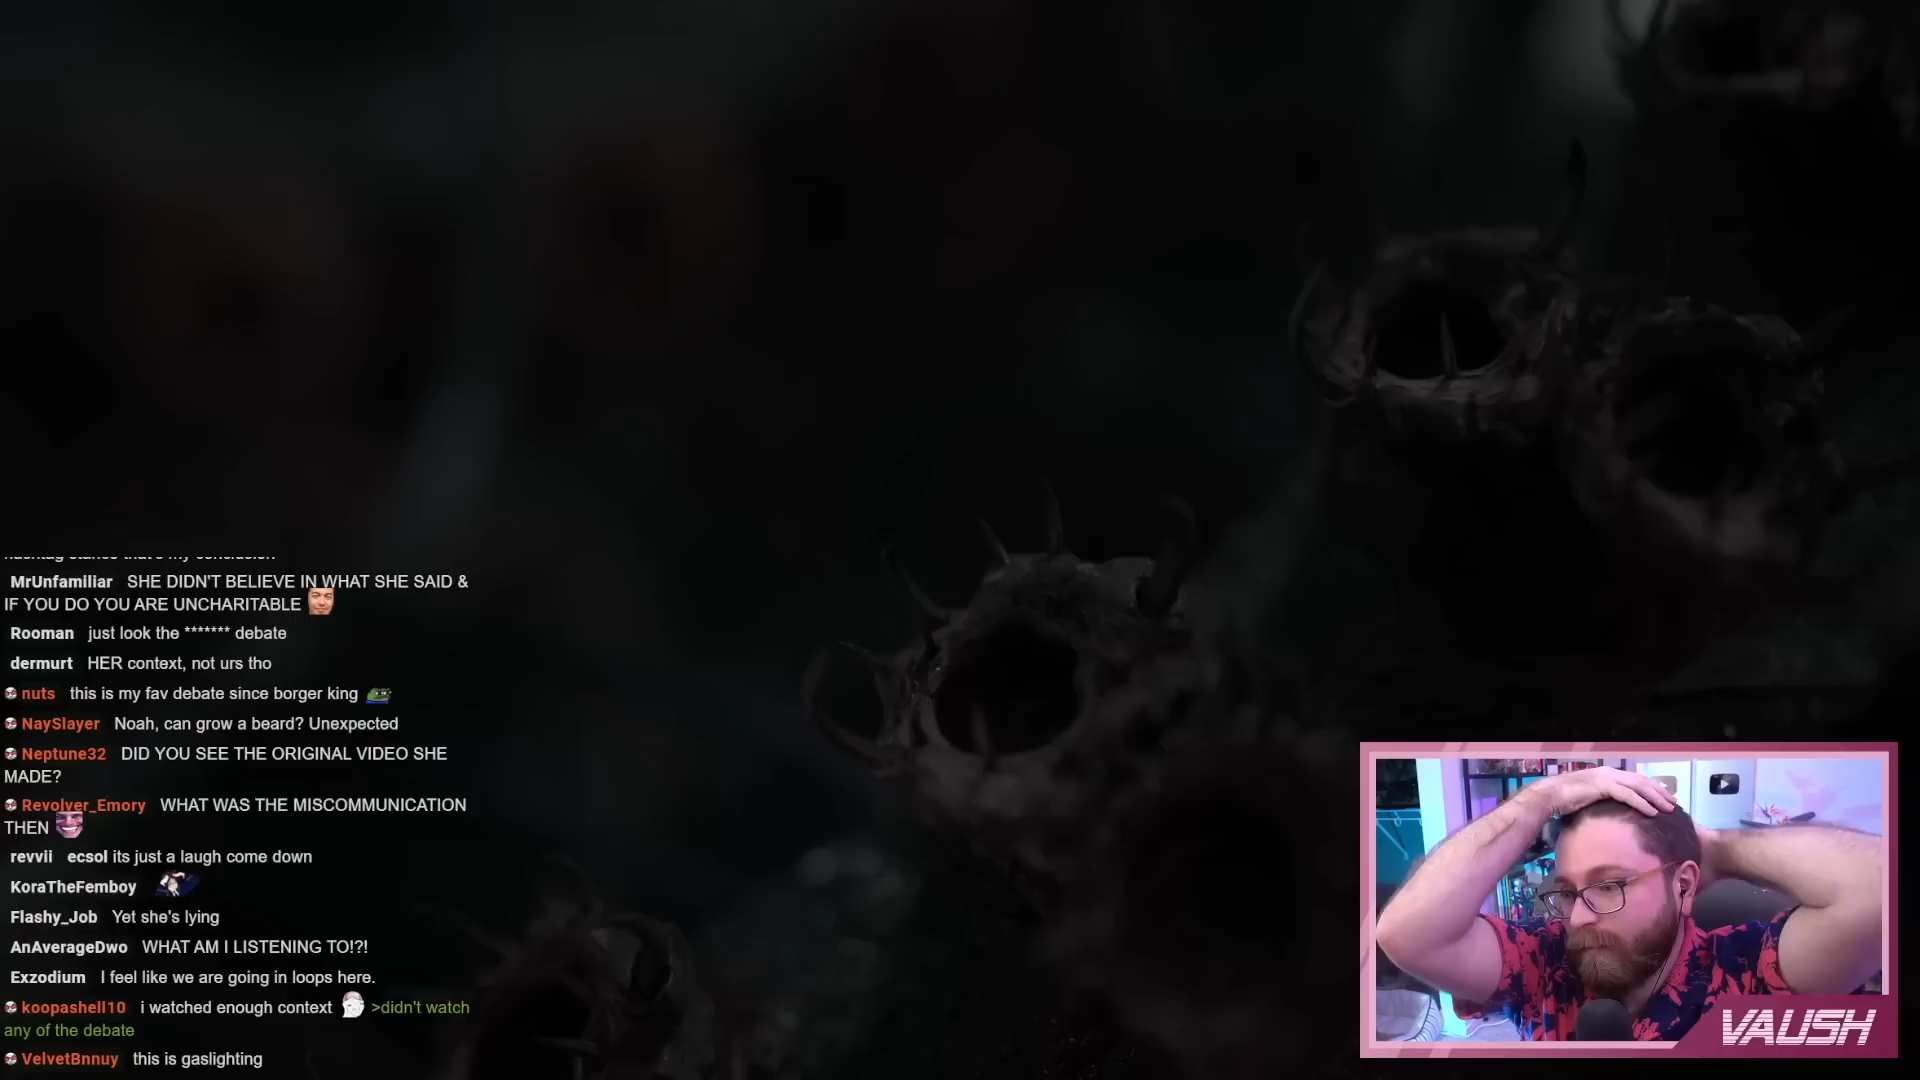 hashtag stance that's my conclusion
MrUnfamiliar SHE DIDN'T BELIEVE IN WHAT SHE SAID &
IF YOU DO YOU ARE UNCHARITABLE
Rooman just look the ******* debate
dermurt HER context, not urs tho
nuts this is my fav debate since borger king
NaySlayer Noah, can grow a beard? Unexpected
Neptune32 DID YOU SEE THE ORIGINAL VIDEO SHE
MADE?
Revolver_Emory WHAT WAS THE MISCOMMUNICATION
THEN
revvii ecsol its just a laugh come down
KoraTheFemboy
Flashy_Job Yet she's lying
AnAverageDwo WHAT AM I LISTENING TO!?!
Exzodium I feel like we are going in loops here.
koopashell10 i watched enough context >didn't watch
any of the debate
VelvetBnnuy this is gaslighting
VAUSH